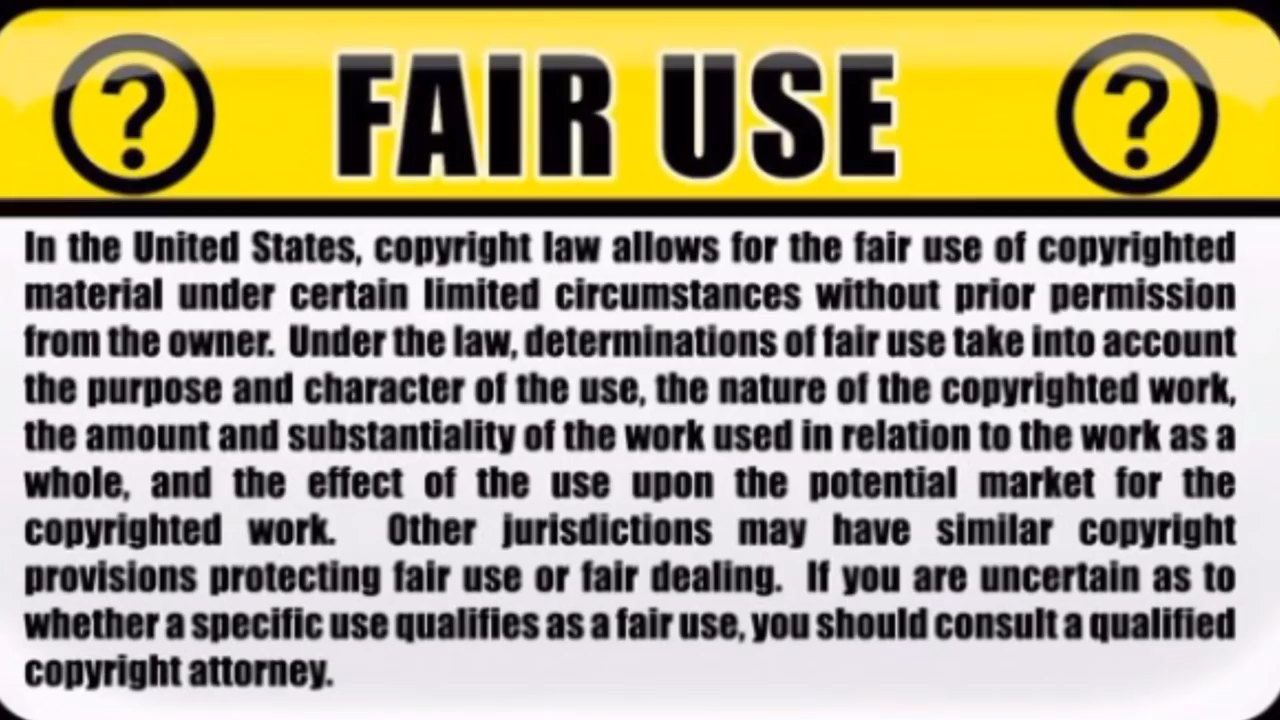 ? FAIR USE ?
In the United States, copyright law allows for the fair use of copyrighted
material under certain limited circumstances without prior permission
from the owner. Under the law, determinations of fair use take into account
the purpose and character of the use, the nature of the copyrighted work,
the amount and substantiality of the work used in relation to the work as a
whole, and the effect of the use upon the potential market for the
copyrighted work. Other jurisdictions may have similar copyright
provisions protecting fair use or fair dealing. If you are uncertain as to
whether a specific use qualifies as a fair use, you should consult a qualified
copyright attorney.